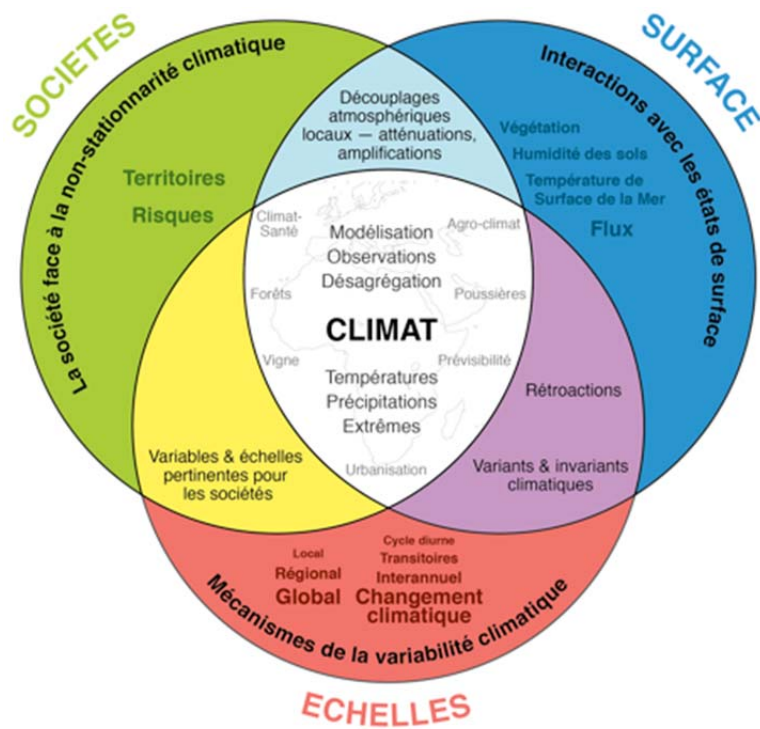 SOCIETES
SURFACE
La société face à la non-stationnarité climatique
Interactions avec les états de surface
Découplages
atmosphériques
locaux — atténuations,
amplifications
Végétation
Humidité des sols
Température de
Surface de la Mer
Flux
Territoires
Risques
Climat-
Santé
Agro-climat
Modélisation
Observations
Désagrégation
Forêts
Poussières
CLIMAT
Vigne
Prévisibilité
Températures
Précipitations
Extrêmes
Urbanisation
Rétroactions
Variables & échelles
pertinentes pour
les sociétés
Variants & invariants
climatiques
Local
Régional
Global
Cycle diurne
Transitoires
Interannuel
Changement
climatique
Mécanismes de la variabilité climatique
ECHELLES